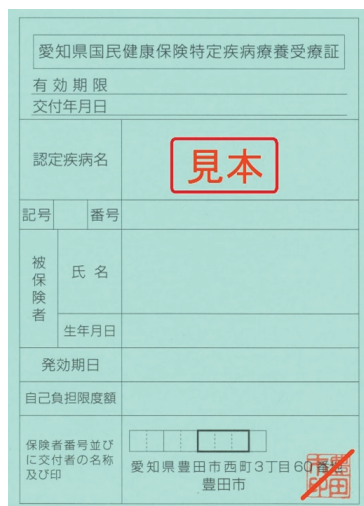 愛知県国民健康保険特定疾病療養受療証
有効期限
交付年月日
認定疾病名
見本
記号
番号
被保険者
氏名
生年月日
発効期日
自己負担限度額
保険者番号並び
に交付者の名称
及び印
愛知県豊田市西町3丁目60番地
豊田市